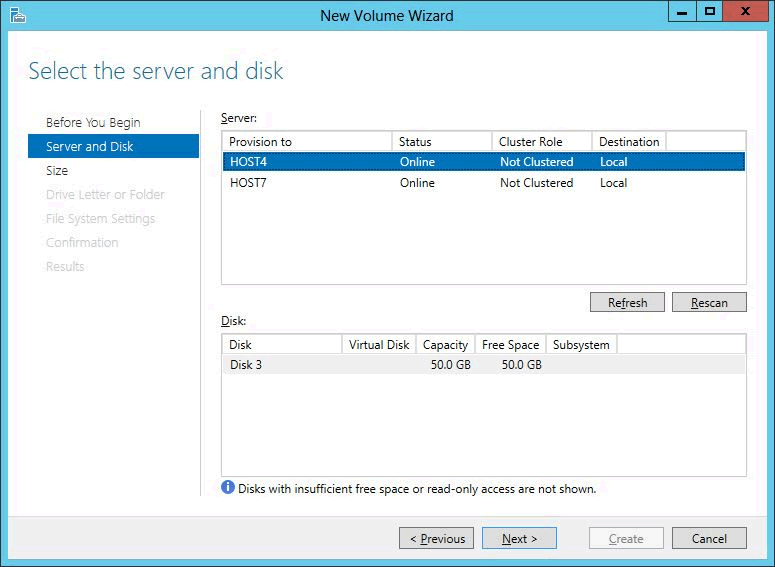 New Volume Wizard
Select the server and disk
Before You Begin
Server and Disk
Size
Drive Letter or Folder
File System Settings
Confirmation
Results
Server:
Provision to Status Cluster Role Destination
HOST4 Online Not Clustered Local
HOST7 Online Not Clustered Local
Refresh Rescan
Disk:
Disk Virtual Disk Capacity Free Space Subsystem
Disk 3 50.0 GB 50.0 GB
Disks with insufficient free space or read-only access are not shown.
< Previous Next > Create Cancel